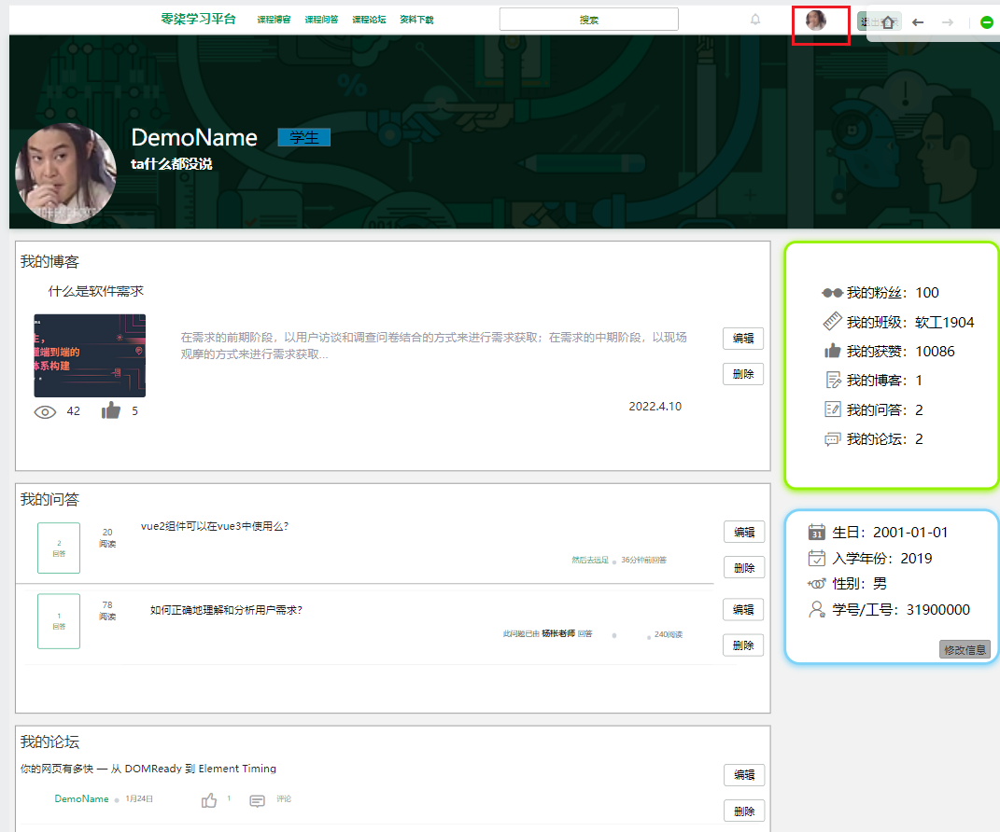 零柒学习平台 课程博客 课程问答 课程论坛 资料下载 搜索
DemoName 学生
ta什么都没说
我的博客
什么是软件需求
在需求的前期阶段，以用户访谈和调查问卷结合的方式来进行需求获取；在需求的中期阶段，以现场
观摩的方式来进行需求获取...
端到端的
体系构建
编辑
删除
42 5 2022.4.10
我的粉丝：100
我的班级：软工1904
我的获赞：10086
我的博客：1
我的问答：2
我的论坛：2
我的问答
2
回答
20
阅读
vue2组件可以在vue3中使用么?
然后去远足 36分钟前回答
编辑
删除
1
回答
78
阅读
如何正确地理解和分析用户需求?
此问题已由 杨枨老师 回答 240阅读
编辑
删除
31
生日：2001-01-01
入学年份：2019
性别：男
学号/工号：31900000
修改信息
我的论坛
你的网页有多快 — 从 DOMReady 到 Element Timing
DemoName 1月24日 1 评论
编辑
删除